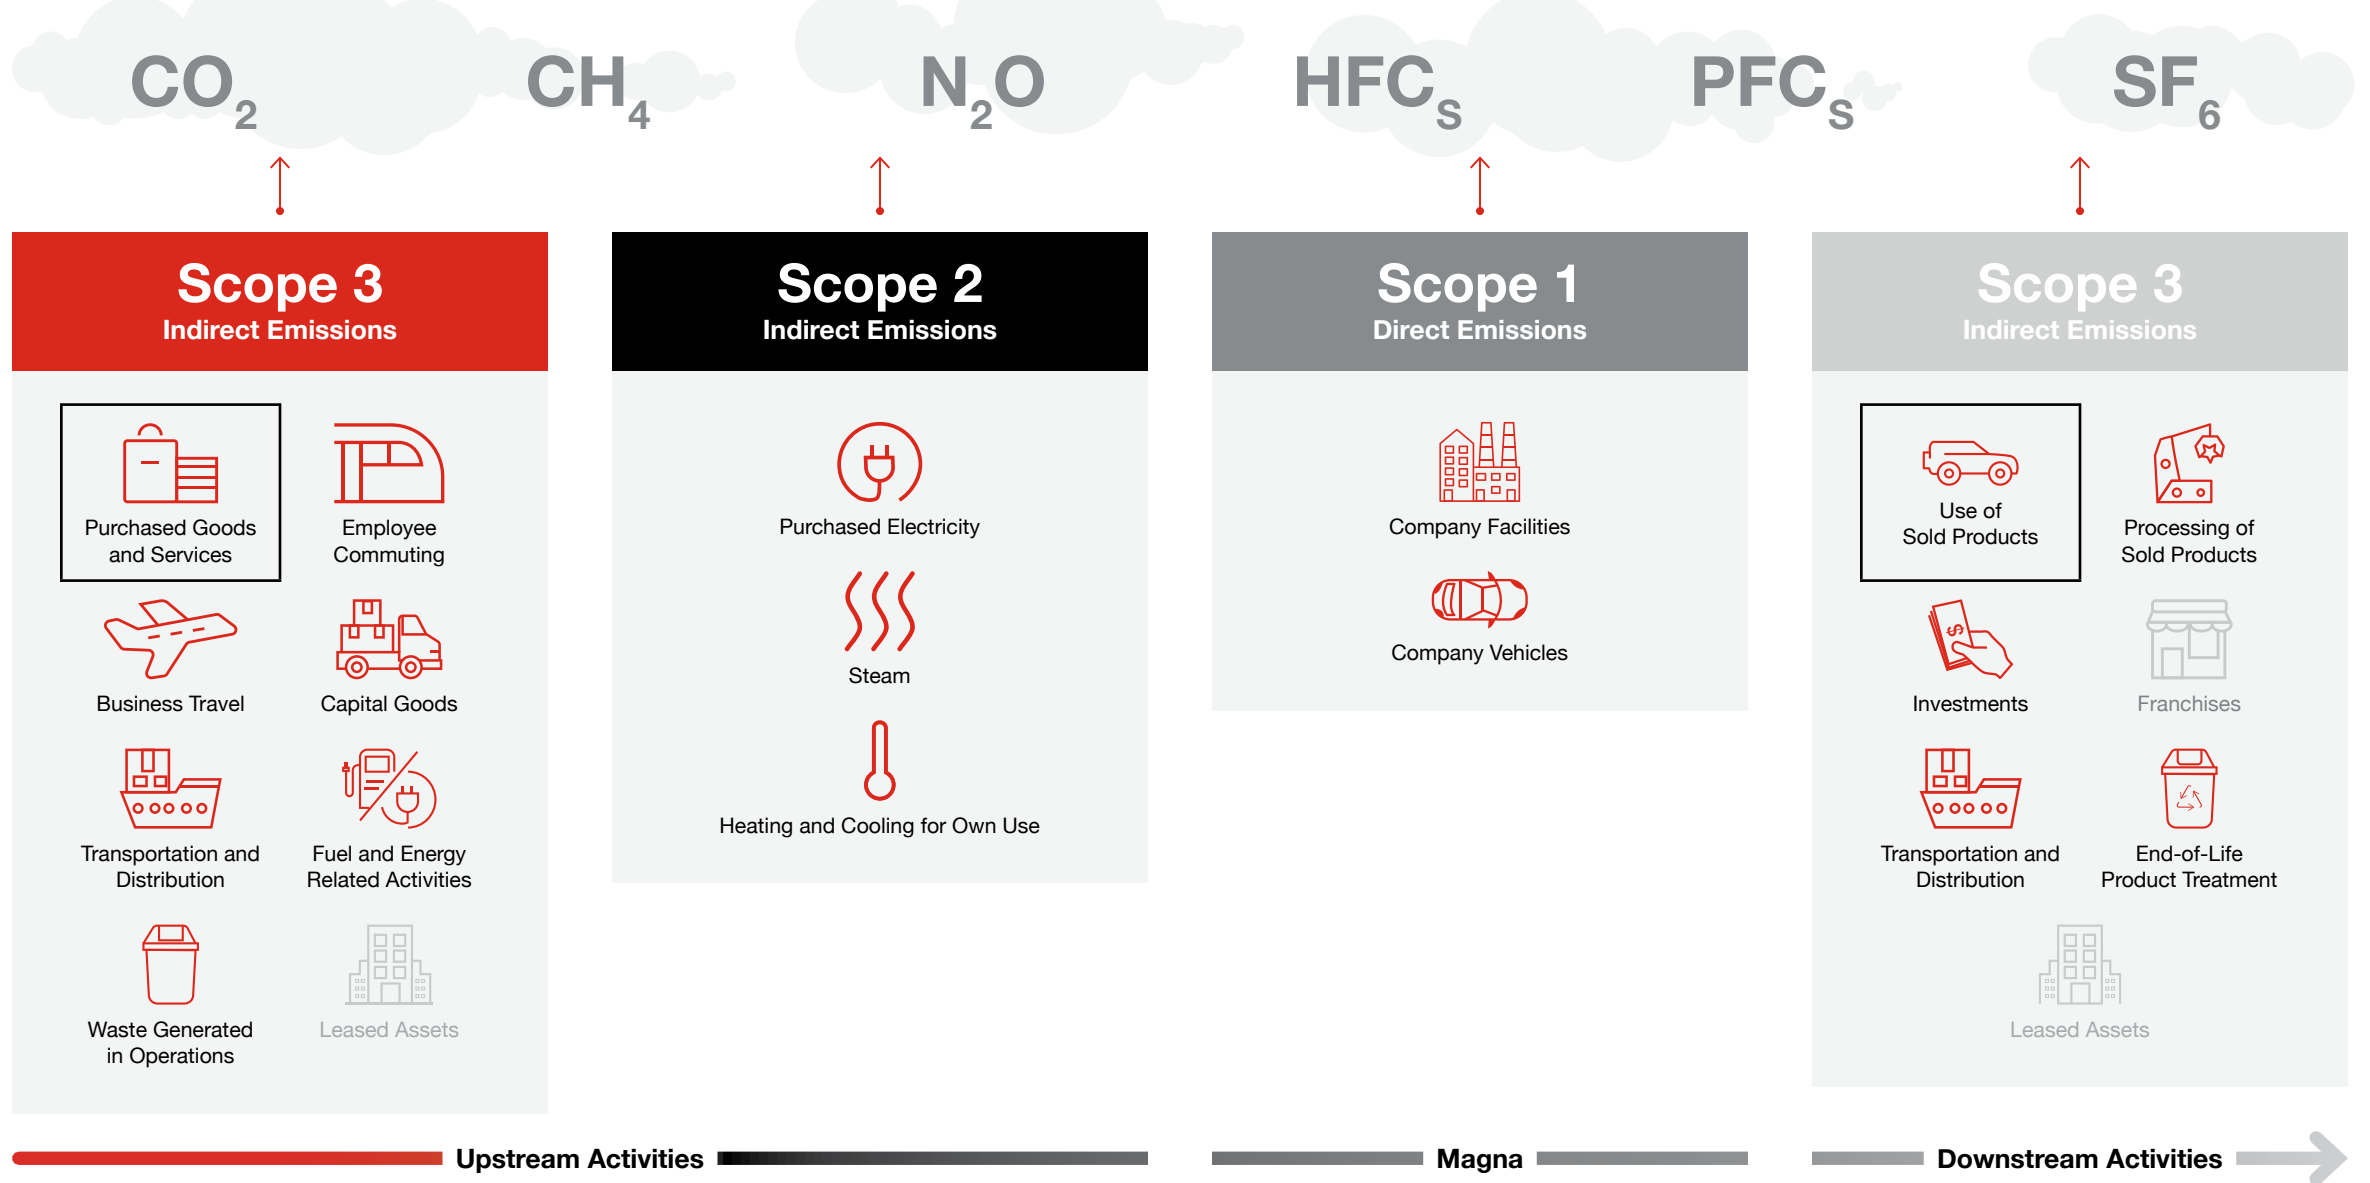 CO2
CH4
N2O
HFCS
PFCS
SF6
Scope 3
Indirect Emissions
Purchased Goods
and Services
Employee
Commuting
Business Travel
Capital Goods
Transportation and
Distribution
Fuel and Energy
Related Activities
Waste Generated
in Operations
Leased Assets
Scope 2
Indirect Emissions
Purchased Electricity
Steam
Heating and Cooling for Own Use
Scope 1
Direct Emissions
Company Facilities
Company Vehicles
Scope 3
Indirect Emissions
Use of
Sold Products
Processing of
Sold Products
$
Investments
Franchises
Transportation and
Distribution
End-of-Life
Product Treatment
Leased Assets
Upstream Activities
Magna
Downstream Activities